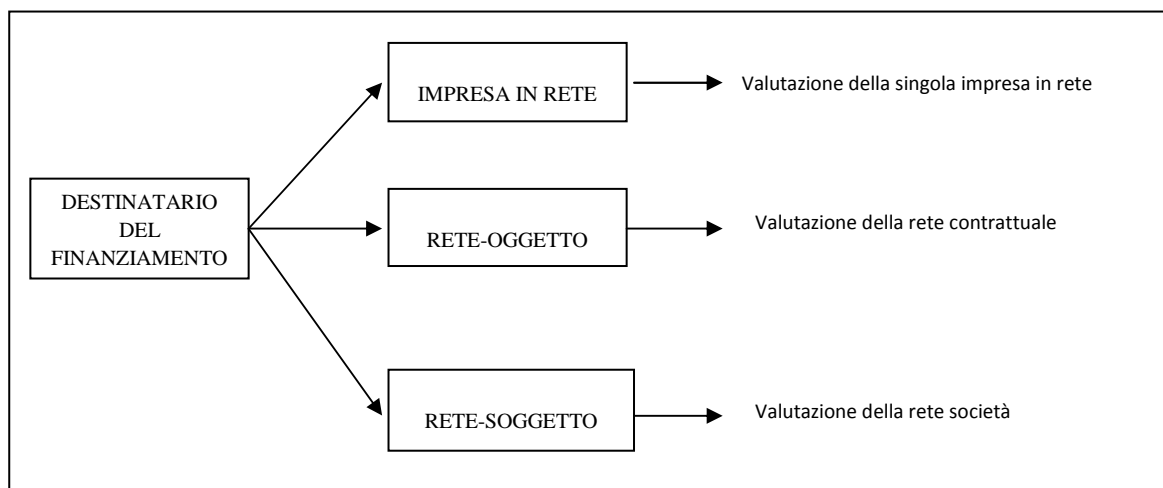 IMPRESA IN RETE
Valutazione della singola impresa in rete
DESTINATARIO
DEL
FINANZIAMENTO
RETE-OGGETTO
Valutazione della rete contrattuale
RETE-SOGGETTO
Valutazione della rete società